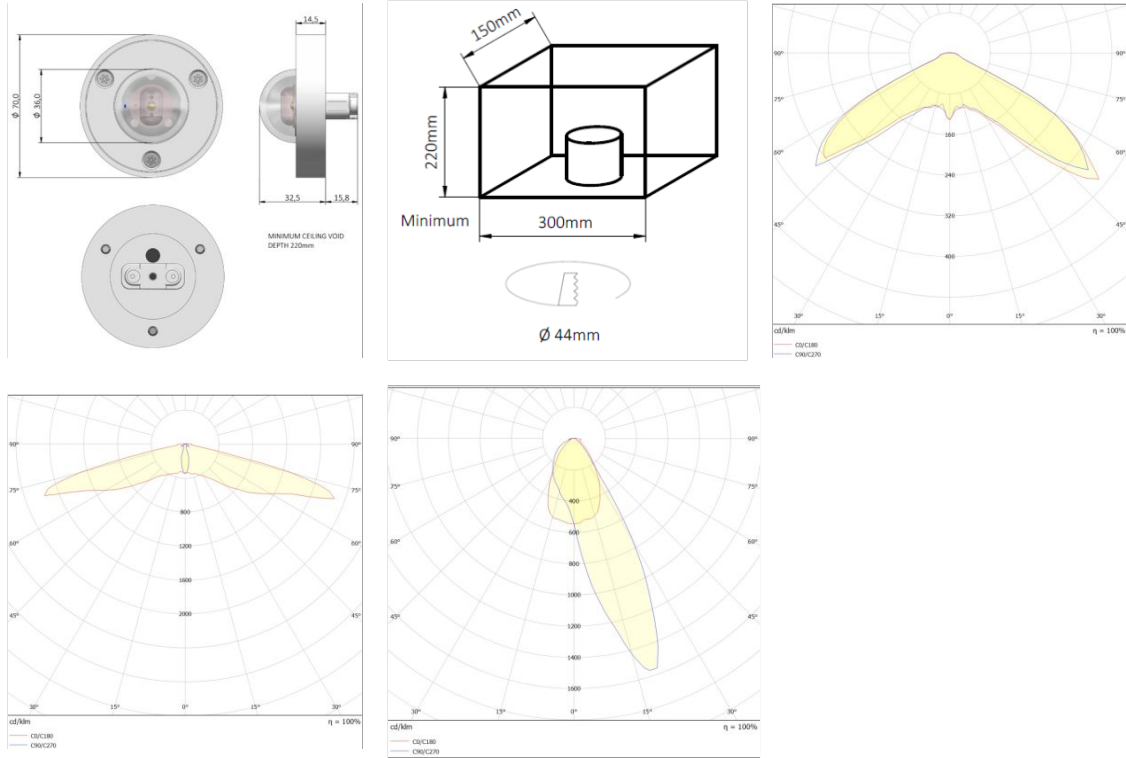 14,5
Ø 70,0
Ø 36,0
32,5
15,8
MINIMUM CEILING VOID
DEPTH 220mm
150mm
220mm
Minimum
300mm
Ø 44mm
90°
90°
75°
75°
60°
60°
45°
45°
160
240
320
400
30°
15°
0°
15°
30°
cd/klm
η = 100%
C0/C180
C90/C270
90°
90°
75°
75°
60°
60°
45°
45°
800
1200
1600
2000
30°
15°
0°
15°
30°
cd/klm
η = 100%
C0/C180
C90/C270
90°
90°
75°
75°
60°
60°
45°
45°
400
600
800
1000
1200
1400
1600
30°
15°
0°
15°
30°
cd/klm
η = 100%
C0/C180
C90/C270